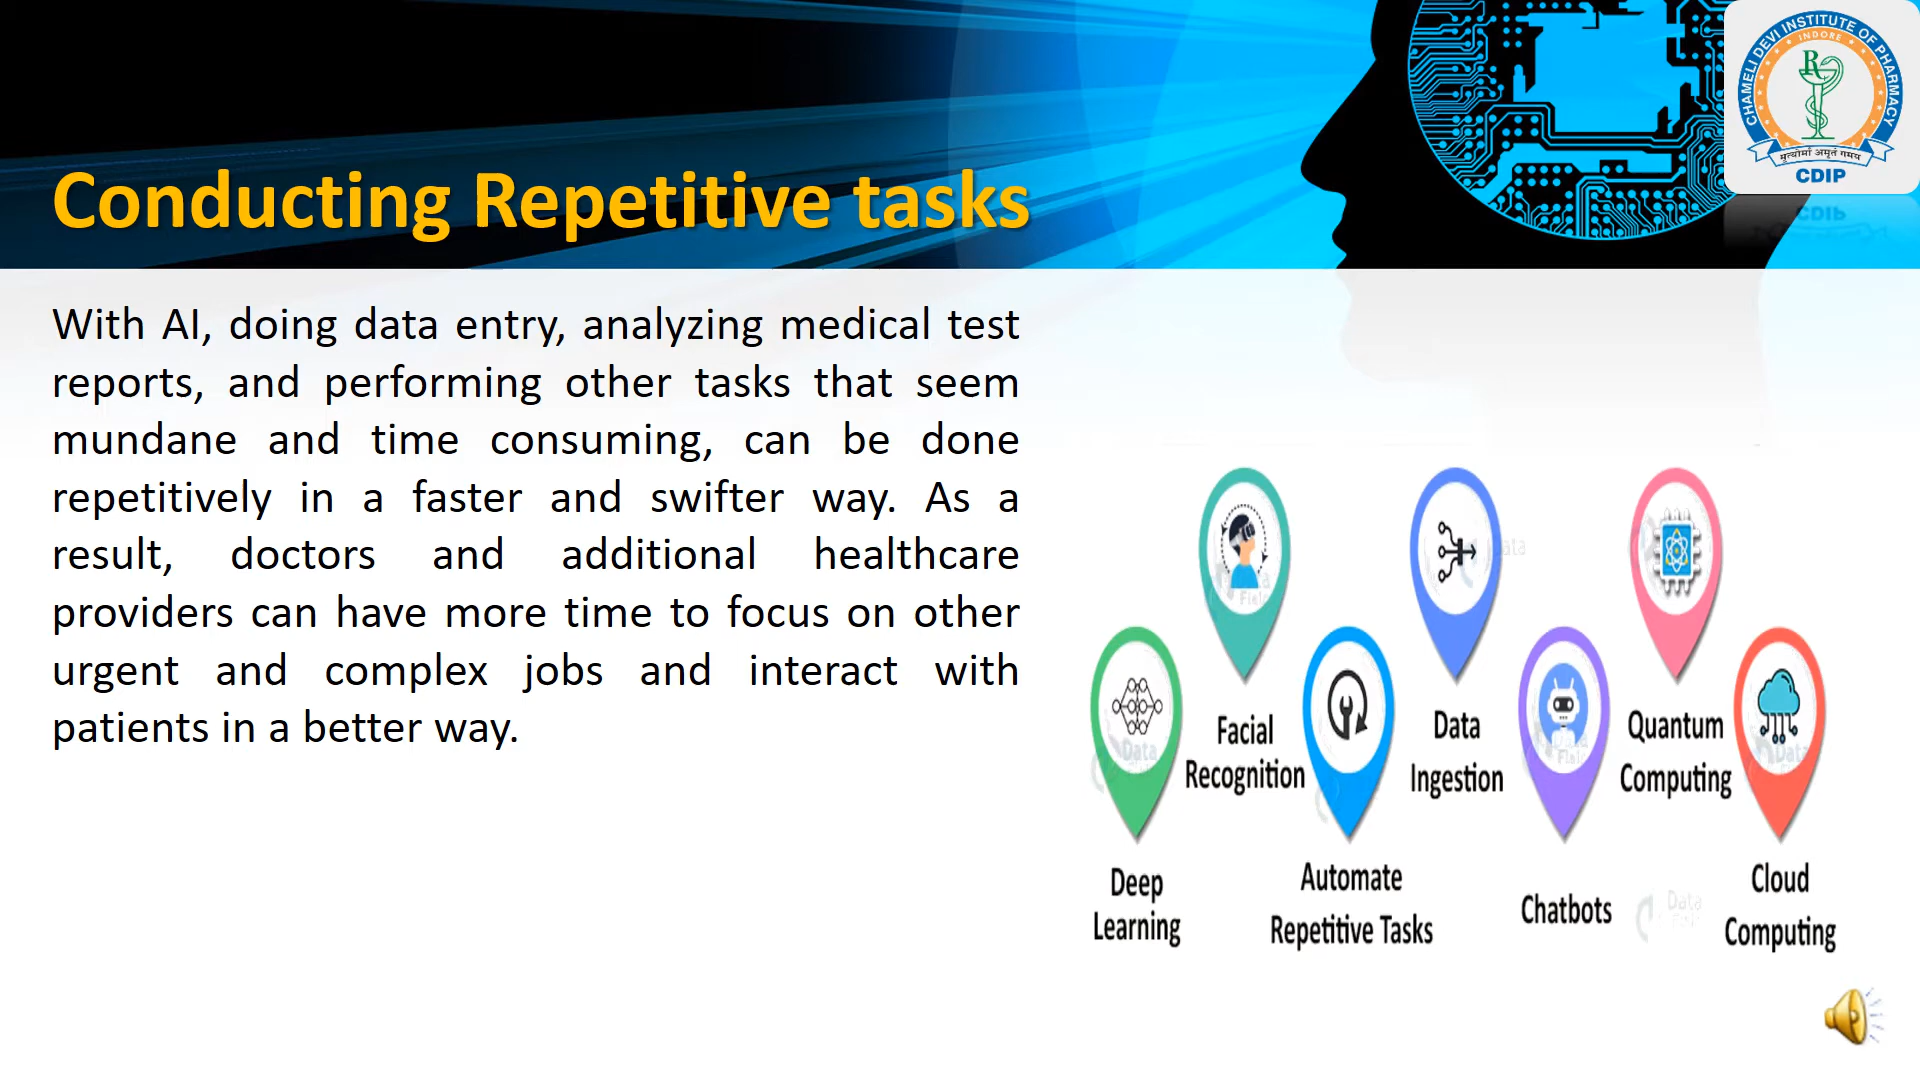 CHAMELI DEVI INSTITUTE OF PHARMACY
INDORE
मृत्योर्मा अमृतं गमय
CDIP
Conducting Repetitive tasks
With AI, doing data entry, analyzing medical test
reports, and performing other tasks that seem
mundane and time consuming, can be done
repetitively in a faster and swifter way. As a
result, doctors and additional healthcare
providers can have more time to focus on other
urgent and complex jobs and interact with
patients in a better way.
Facial
Recognition
Data
Ingestion
Quantum
Computing
Deep
Learning
Automate
Repetitive Tasks
Chatbots
Cloud
Computing